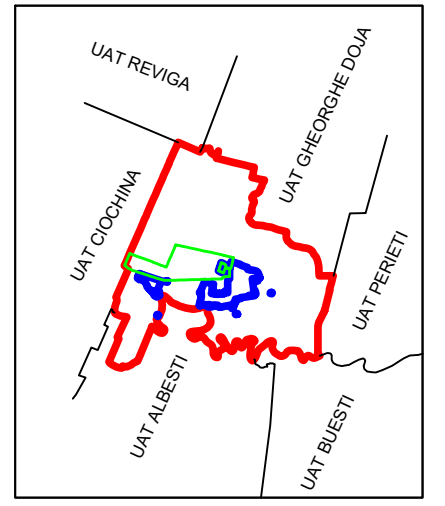 UAT REVIGA
UAT GHEORGHE DOJA
UAT CIOCHINA
UAT PERIETI
UAT ALBESTI
UAT BUESTI